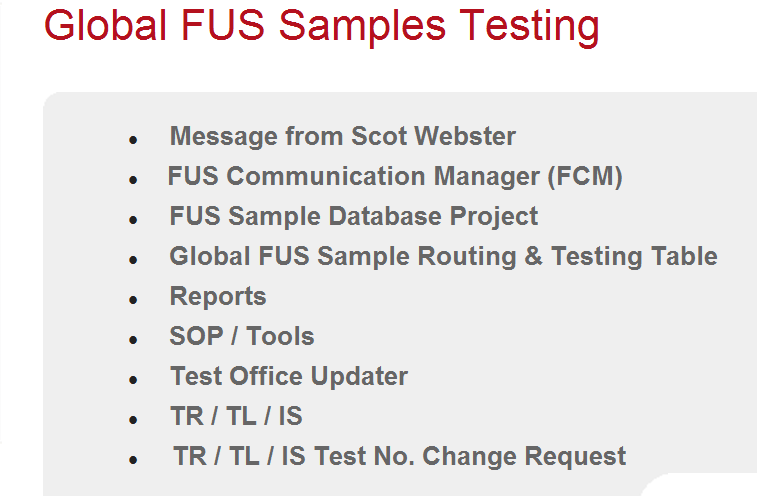 Global FUS Samples Testing
Message from Scot Webster
FUS Communication Manager (FCM)
FUS Sample Database Project
Global FUS Sample Routing & Testing Table
Reports
SOP / Tools
Test Office Updater
TR / TL / IS
TR / TL / IS Test No. Change Request